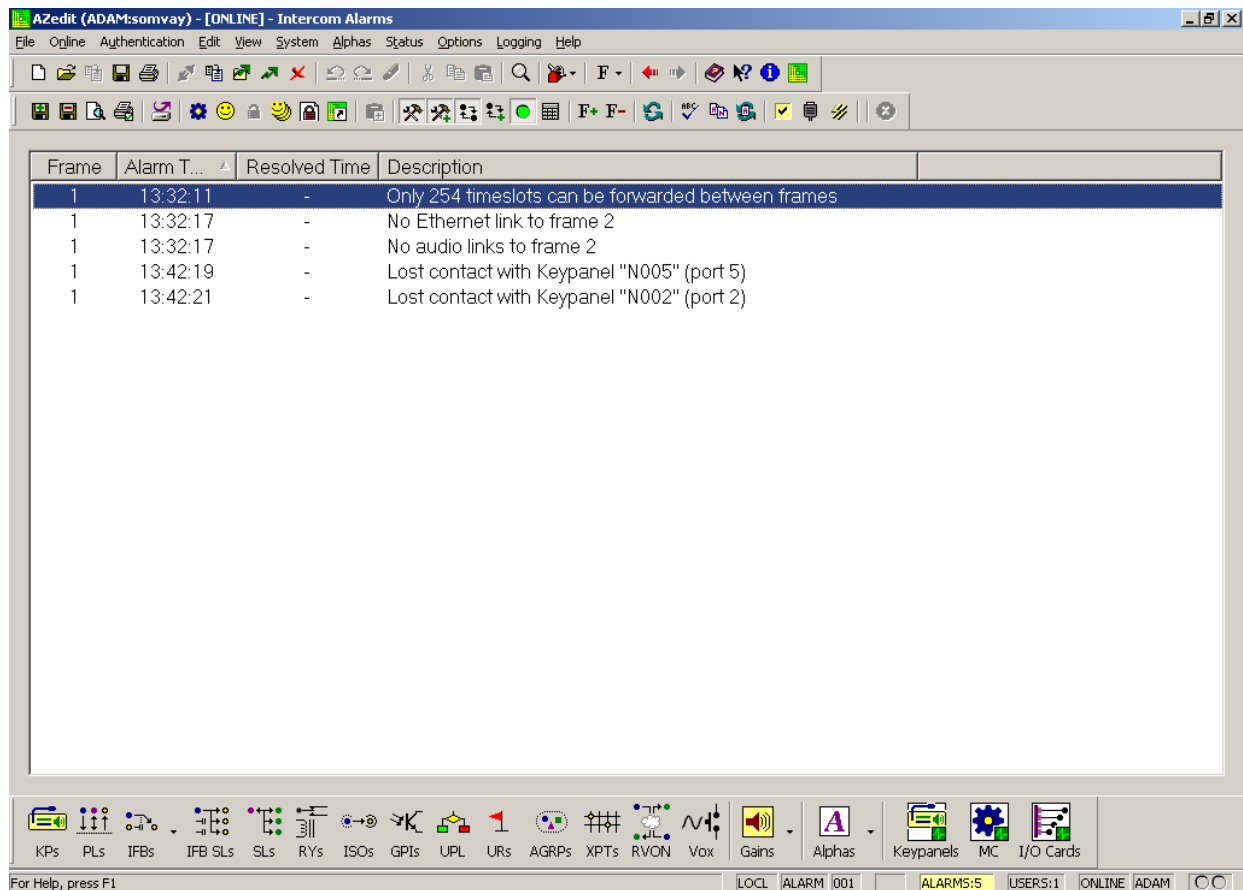 AZedit (ADAM:somvay) - [ONLINE] - Intercom Alarms
File Online Authentication Edit View System Alphas Status Options Logging Help
F
F+ F- ABC
Frame Alarm T... Resolved Time Description
1 13:32:11 - Only 254 timeslots can be forwarded between frames
1 13:32:17 - No Ethernet link to frame 2
1 13:32:17 - No audio links to frame 2
1 13:42:19 - Lost contact with Keypanel "N005" (port 5)
1 13:42:21 - Lost contact with Keypanel "N002" (port 2)
A
KPs PLs IFBs IFB SLs SLs RYs ISOs GPIs UPL URs AGRPs XPTs RVON Vox Gains Alphas Keypanels MC I/O Cards
For Help, press F1 LOCL ALARM 001 ALARMS:5 USERS:1 ONLINE ADAM